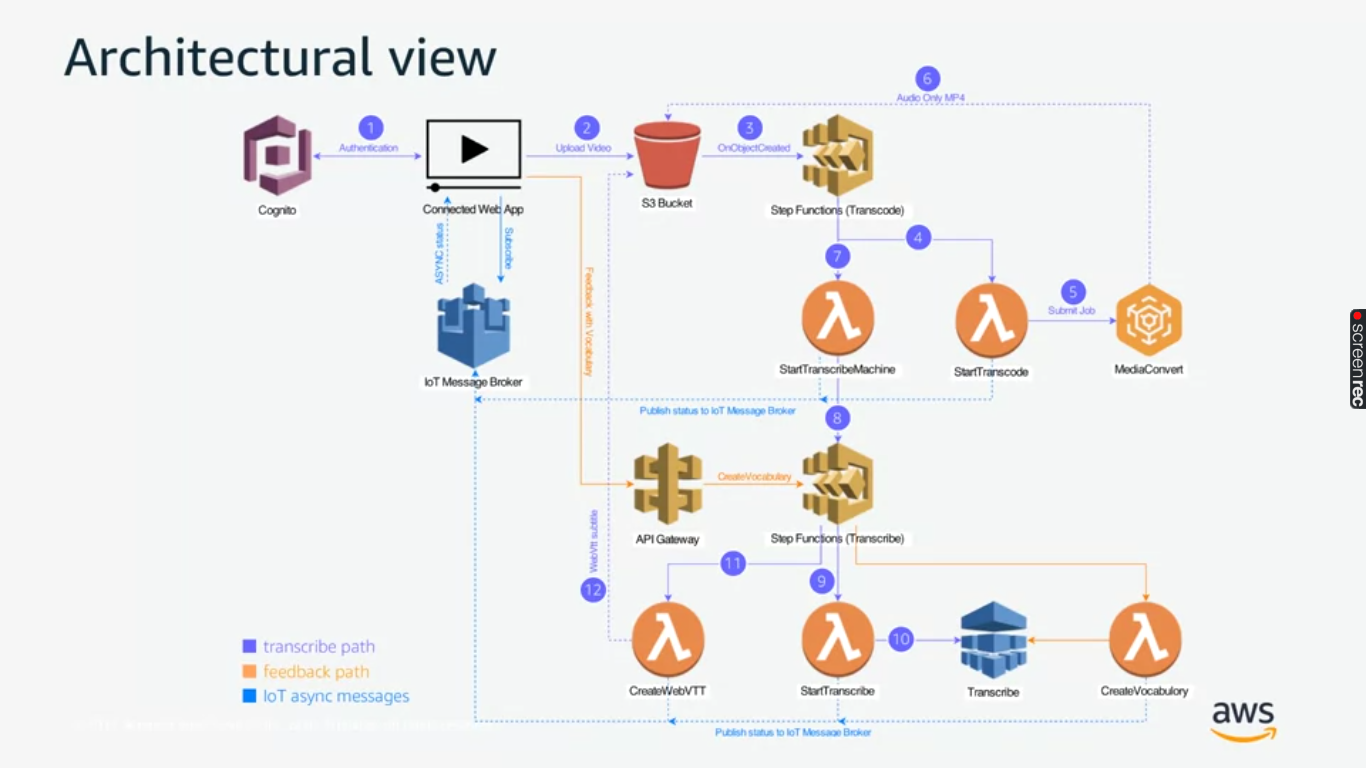 Architectural view
6
Audio Only MP4
1
Authentication
2
Upload Video
3
OnObjectCreated
Cognito
Connected Web App
S3 Bucket
Step Functions (Transcode)
ASYNC status
Subscribe
Feedback with Vocabulary
4
7
5
Submit Job
IoT Message Broker
StartTranscribeMachine
StartTranscode
MediaConvert
Publish status to IoT Message Broker
8
CreateVocabulary
API Gateway
Step Functions (Transcribe)
WebVtt subtitle
11
9
12
10
transcribe path
feedback path
IoT async messages
CreateWebVTT
StartTranscribe
Transcribe
CreateVocabulory
Publish status to IoT Message Broker
aws
screenrec